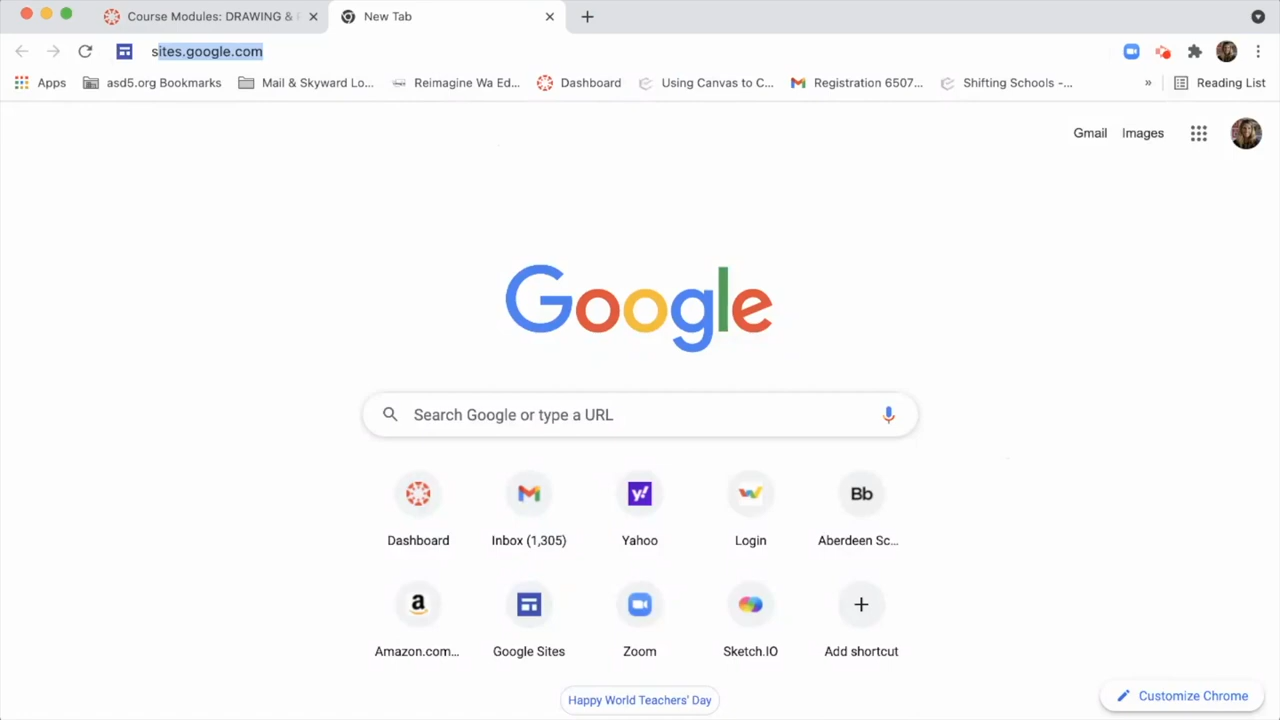 Course Modules: DRAWING &
New Tab
sites.google.com
Apps
asd5.org Bookmarks
Mail & Skyward Lo...
Reimagine Wa Ed...
Dashboard
Using Canvas to C...
Registration 6507...
Shifting Schools -...
»
Reading List
Gmail
Images
Google
Search Google or type a URL
Bb
Dashboard
Inbox (1,305)
Yahoo
Login
Aberdeen Sc...
Amazon.com...
Google Sites
Zoom
Sketch.IO
Add shortcut
Happy World Teachers' Day
Customize Chrome